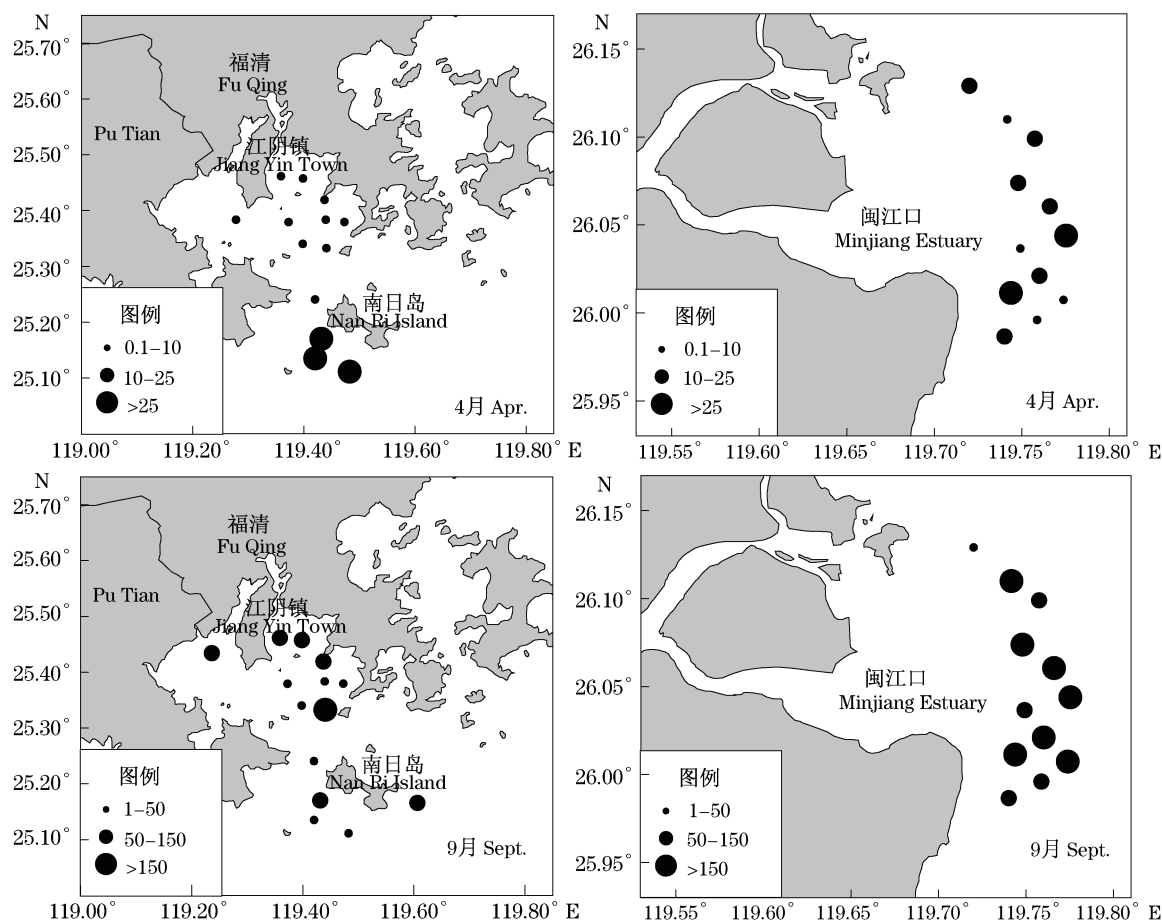 N
25.70°
25.60°
25.50°
25.40°
25.30°
25.20°
25.10°
福清
Fu Qing
Pu Tian
江阴镇
Jiang Yin Town
南日岛
Nan Ri Island
图例
0.1–10
10–25
>25
4月 Apr.
119.00°
119.20°
119.40°
119.60°
119.80°
E
N
26.15°
26.10°
26.05°
26.00°
25.95°
闽江口
Minjiang Estuary
图例
0.1–10
10–25
>25
4月 Apr.
119.55°
119.60°
119.65°
119.70°
119.75°
119.80°
E
N
25.70°
25.60°
25.50°
25.40°
25.30°
25.20°
25.10°
福清
Fu Qing
Pu Tian
江阴镇
Jiang Yin Town
南日岛
Nan Ri Island
图例
1–50
50–150
>150
9月 Sept.
119.00°
119.20°
119.40°
119.60°
119.80°
E
N
26.15°
26.10°
26.05°
26.00°
25.95°
闽江口
Minjiang Estuary
图例
1–50
50–150
>150
9月 Sept.
119.55°
119.60°
119.65°
119.70°
119.75°
119.80°
E